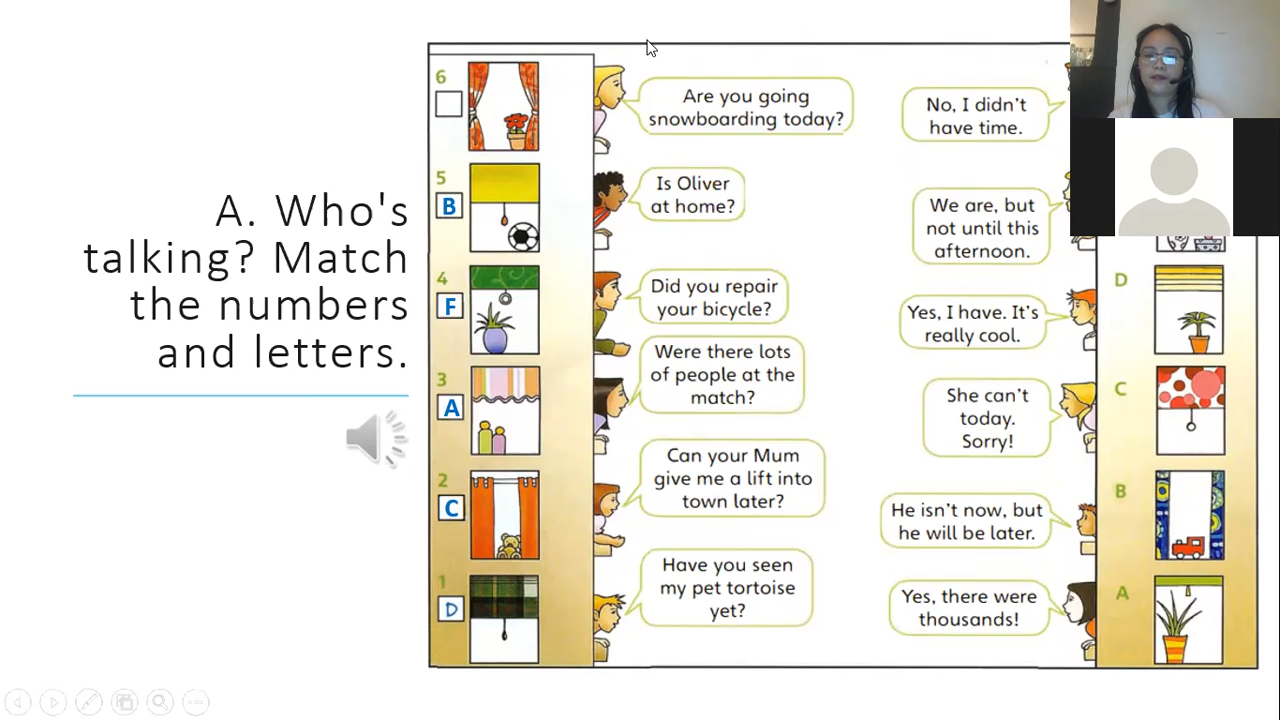 A. Who's
talking? Match
the numbers
and letters.
6
Are you going
snowboarding today?
No, I didn't
have time.
5
B
Is Oliver
at home?
We are, but
not until this
afternoon.
4
F
Did you repair
your bicycle?
Yes, I have. It's
really cool.
D
3
A
Were there lots
of people at the
match?
She can't
today.
Sorry!
C
2
C
Can your Mum
give me a lift into
town later?
He isn't now, but
he will be later.
B
1
D
Have you seen
my pet tortoise
yet?
Yes, there were
thousands!
A